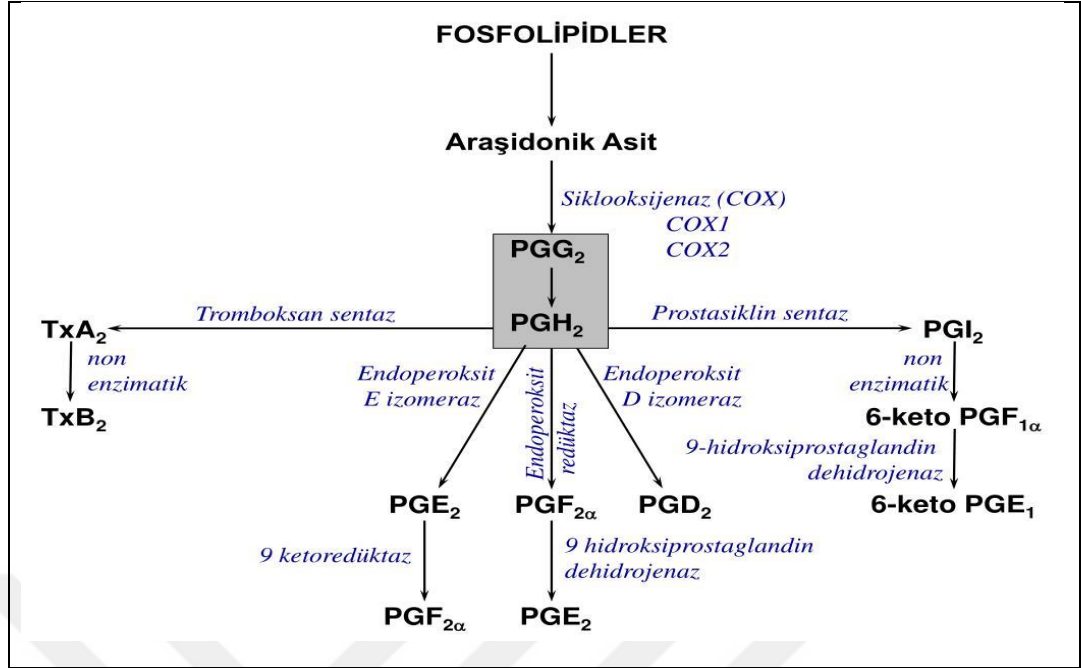 FOSFOLİPİDLER
Araşidonik Asit
Siklooksijenaz (COX)
COX1
COX2
PGG₂
PGH₂
Tromboksan sentaz
Prostasiklin sentaz
TxA₂
non
enzimatik
TxB₂
PGI₂
non
enzimatik
6-keto PGF₁α
9-hidroksiprostaglandin
dehidrojenaz
6-keto PGE₁
Endoperoksit
E izomeraz
Endoperoksit
redüktaz
Endoperoksit
D izomeraz
PGE₂
PGF₂α
PGD₂
9 ketoredüktaz
9 hidroksiprostaglandin
dehidrojenaz
PGF₂α
PGE₂